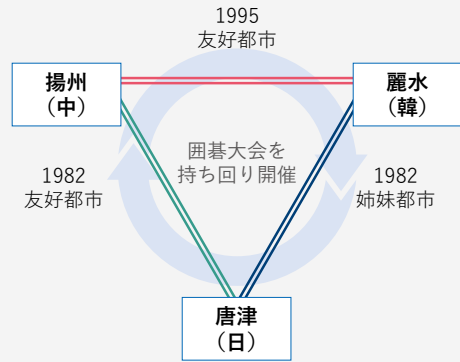 1995
友好都市
揚州
（中）
麗水
（韓）
囲碁大会を
持ち回り開催
1982
友好都市
1982
姉妹都市
唐津
（日）